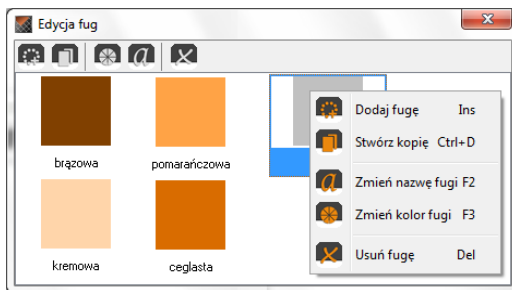 Edycja fug
brązowa
pomarańczowa
kremowa
ceglasta
Dodaj fugę Ins
Stwórz kopię Ctrl+D
Zmień nazwę fugi F2
Zmień kolor fugi F3
Usuń fugę Del